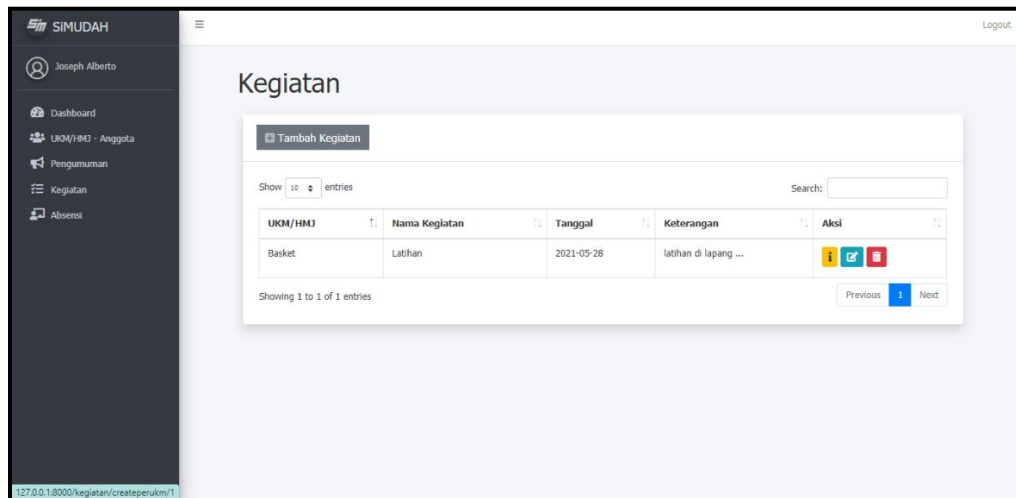 Sim SiMUDAH
Logout
Joseph Alberto
Dashboard
UKM/HMJ - Anggota
Pengumuman
Kegiatan
Absensi
Kegiatan
Tambah Kegiatan
Show 10 entries
Search:
UKM/HMJ Nama Kegiatan Tanggal Keterangan Aksi
Basket Latihan 2021-05-28 latihan di lapang ...
Showing 1 to 1 of 1 entries
Previous 1 Next
127.0.0.1:8000/kegiatan/createperukm/1